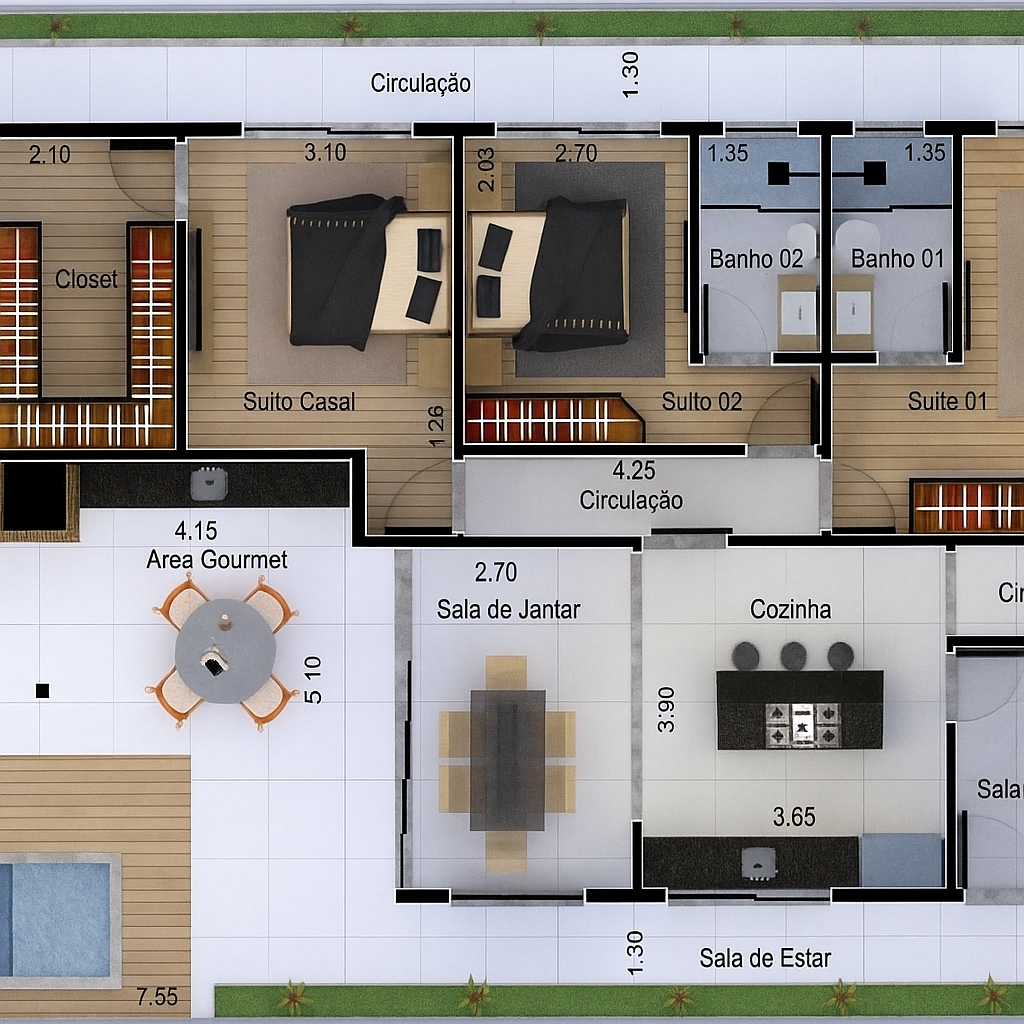 Circulação
1.30
2.10
3.10
2.03
2:70
1.35
1.35
Closet
Banho 02
Banho 01
Suito Casal
1 26
Sulto 02
Suite 01
4.25
Circulação
4.15
Area Gourmet
2.70
Sala de Jantar
Cozinha
Cir
5 10
3:90
Sala
3.65
1.30
Sala de Estar
7.55